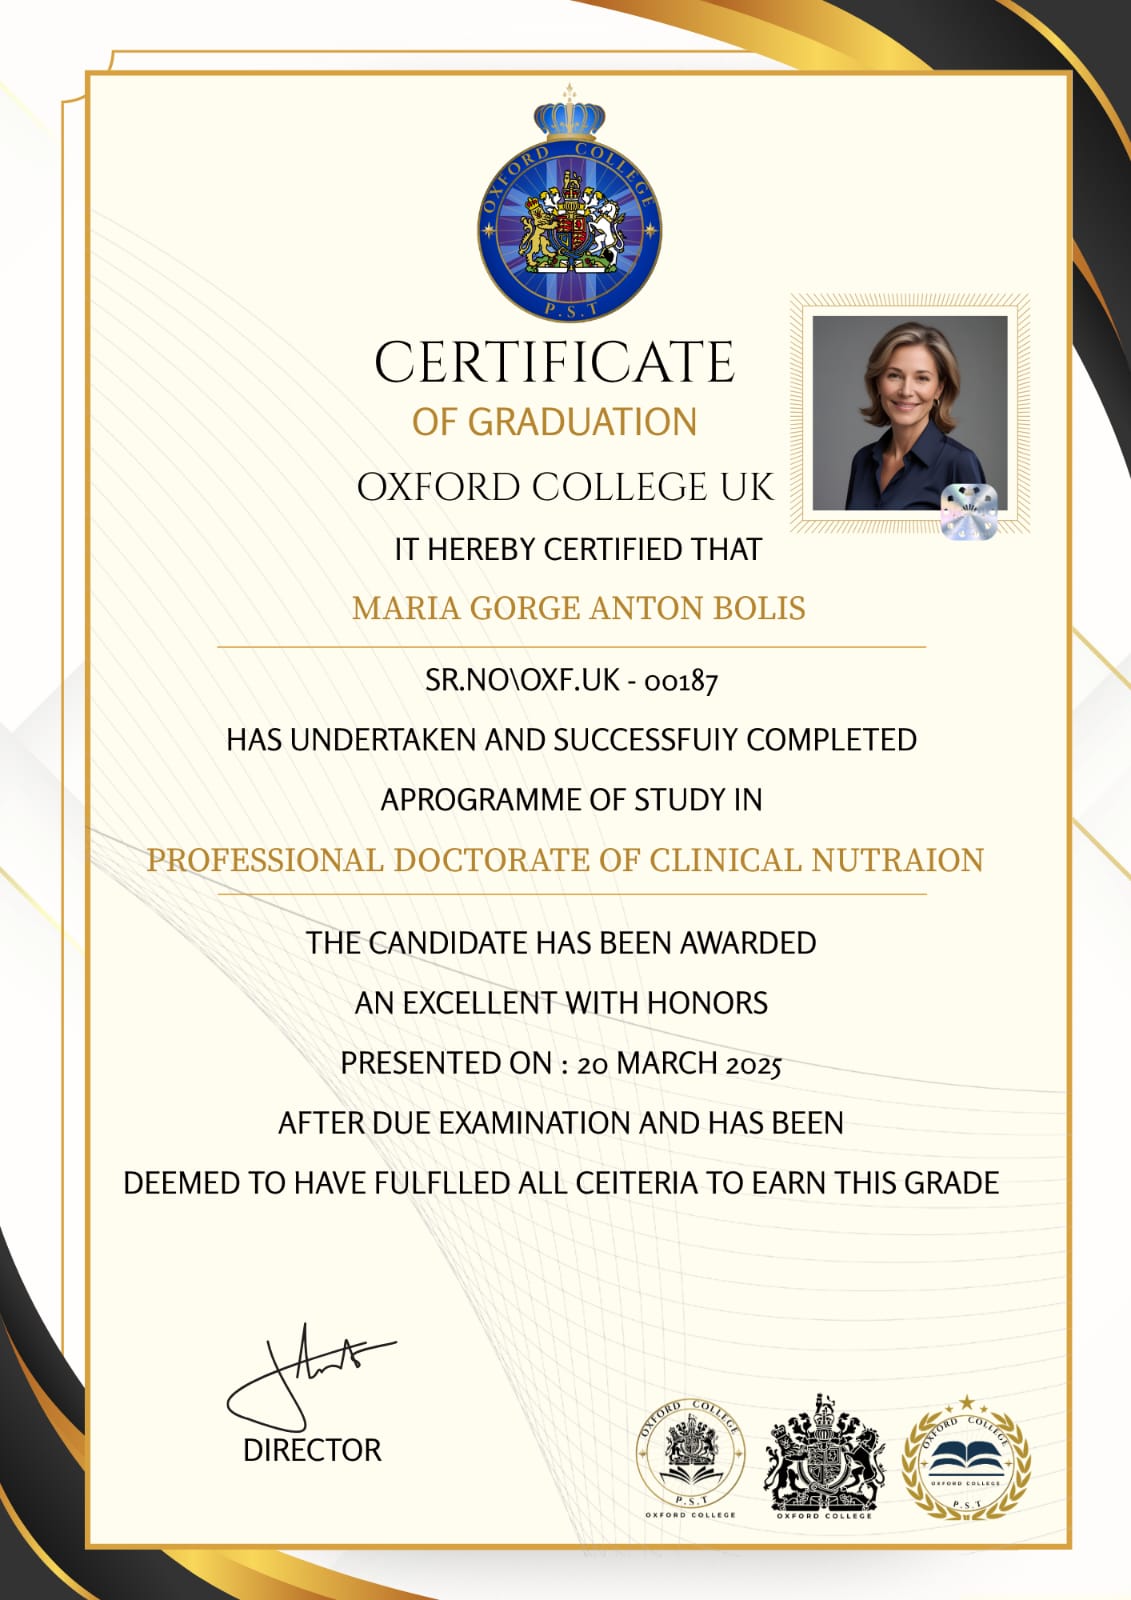 OXFORD COLLEGE
P.S.T
CERTIFICATE
OF GRADUATION
OXFORD COLLEGE UK
IT HEREBY CERTIFIED THAT
MARIA GORGE ANTON BOLIS
SR.NO\OXF.UK - 00187
HAS UNDERTAKEN AND SUCCESSFUIY COMPLETED
APROGRAMME OF STUDY IN
PROFESSIONAL DOCTORATE OF CLINICAL NUTRAION
THE CANDIDATE HAS BEEN AWARDED
AN EXCELLENT WITH HONORS
PRESENTED ON : 20 MARCH 2025
AFTER DUE EXAMINATION AND HAS BEEN
DEEMED TO HAVE FULFLLED ALL CEITERIA TO EARN THIS GRADE
DIRECTOR
OXFORD COLLEGE
P.S.T
OXFORD COLLEGE
OXFORD COLLEGE
OXFORD COLLEGE
OXFORD COLLEGE
P.S.T